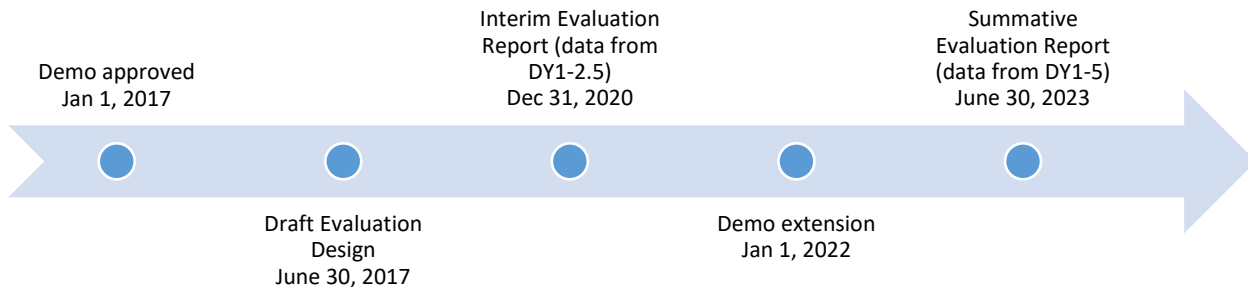 Demo approved
Jan 1, 2017
Draft Evaluation
Design
June 30, 2017
Interim Evaluation
Report (data from
DY1-2.5)
Dec 31, 2020
Demo extension
Jan 1, 2022
Summative
Evaluation Report
(data from DY1-5)
June 30, 2023